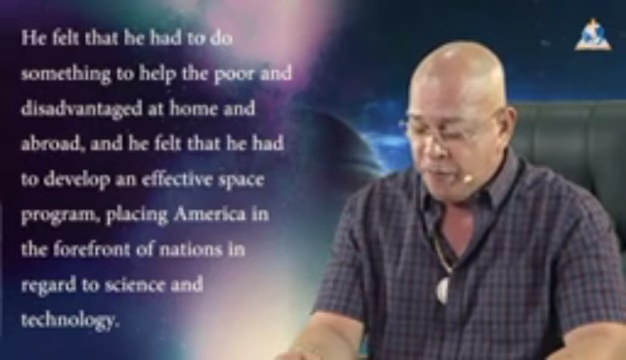 He felt that he had to do
something to help the poor and
disadvantaged at home and
abroad, and he felt that he had
to develop an effective space
program, placing America in
the forefront of nations in
regard to science and
technology.